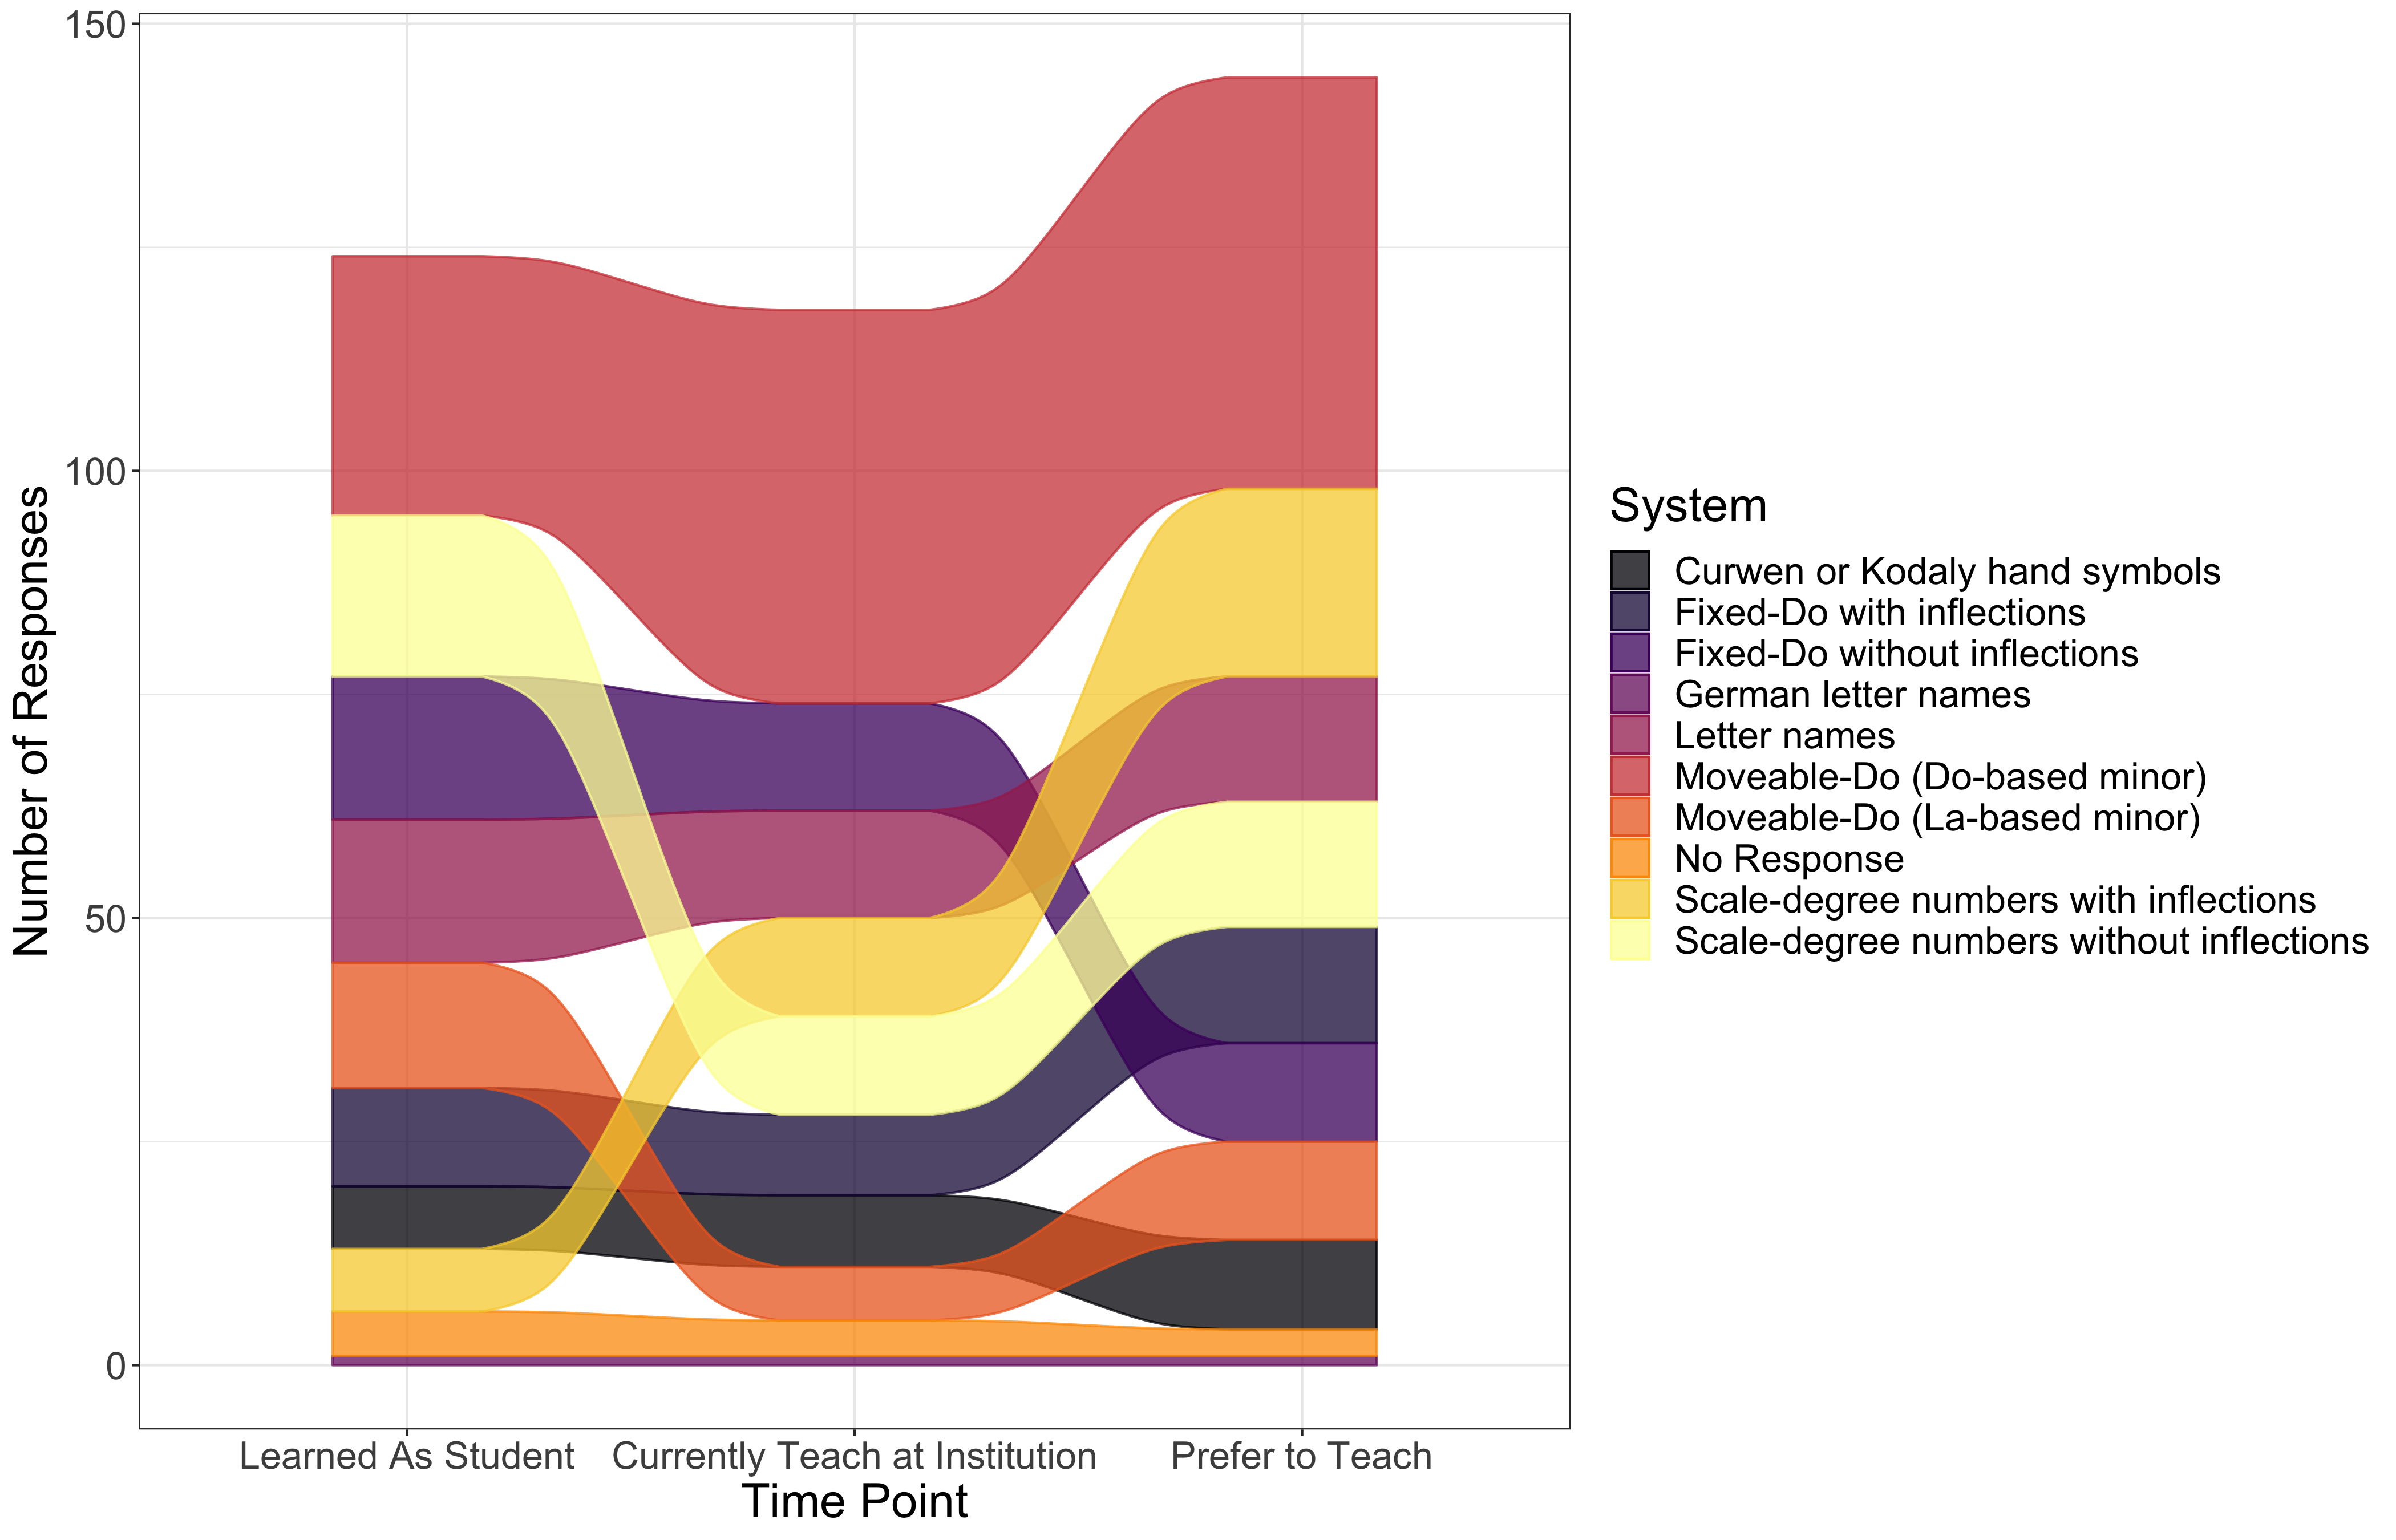 150
100
50
0
Number of Responses
Learned As Student
Currently Teach at Institution
Prefer to Teach
Time Point
System
Curwen or Kodaly hand symbols
Fixed-Do with inflections
Fixed-Do without inflections
German letter names
Letter names
Moveable-Do (Do-based minor)
Moveable-Do (La-based minor)
No Response
Scale-degree numbers with inflections
Scale-degree numbers without inflections